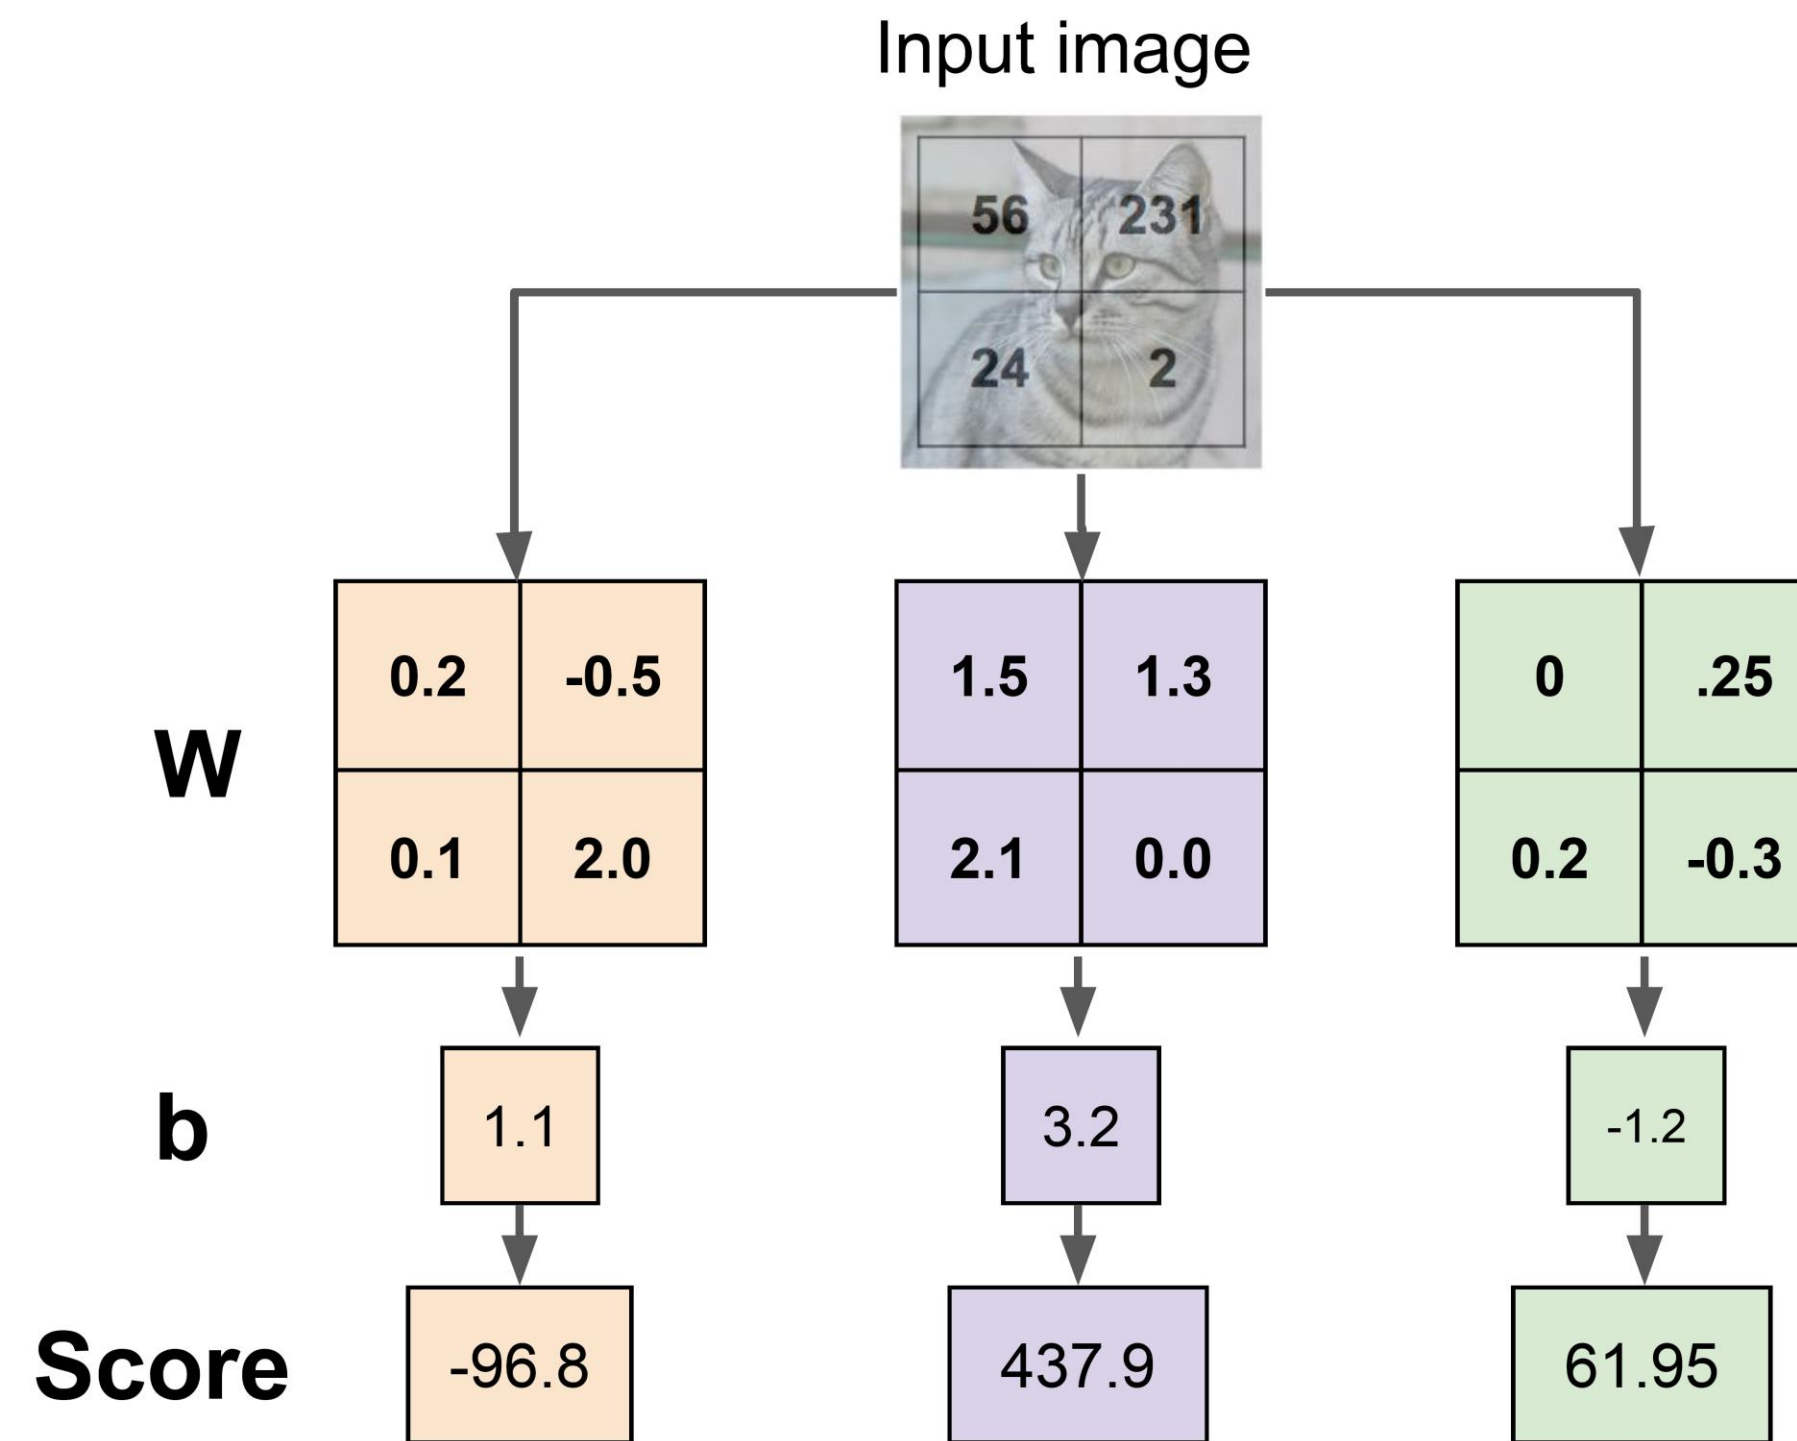 Input image
56 231
24 2
W
0.2 -0.5 1.5 1.3 0 .25
0.1 2.0 2.1 0.0 0.2 -0.3
b 1.1 3.2 -1.2
Score -96.8 437.9 61.95